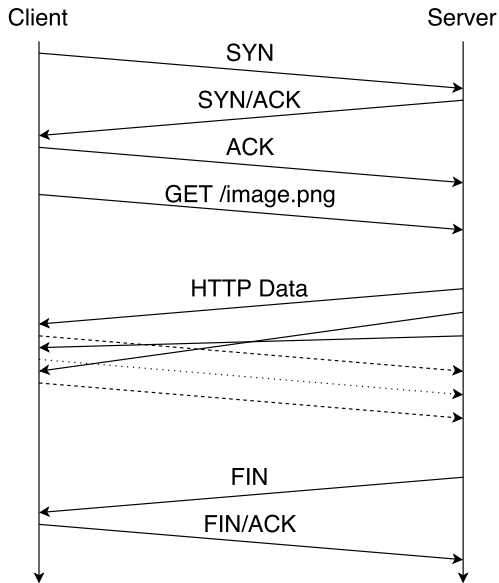 Client
Server
SYN
SYN/ACK
ACK
GET /image.png
HTTP Data
FIN
FIN/ACK